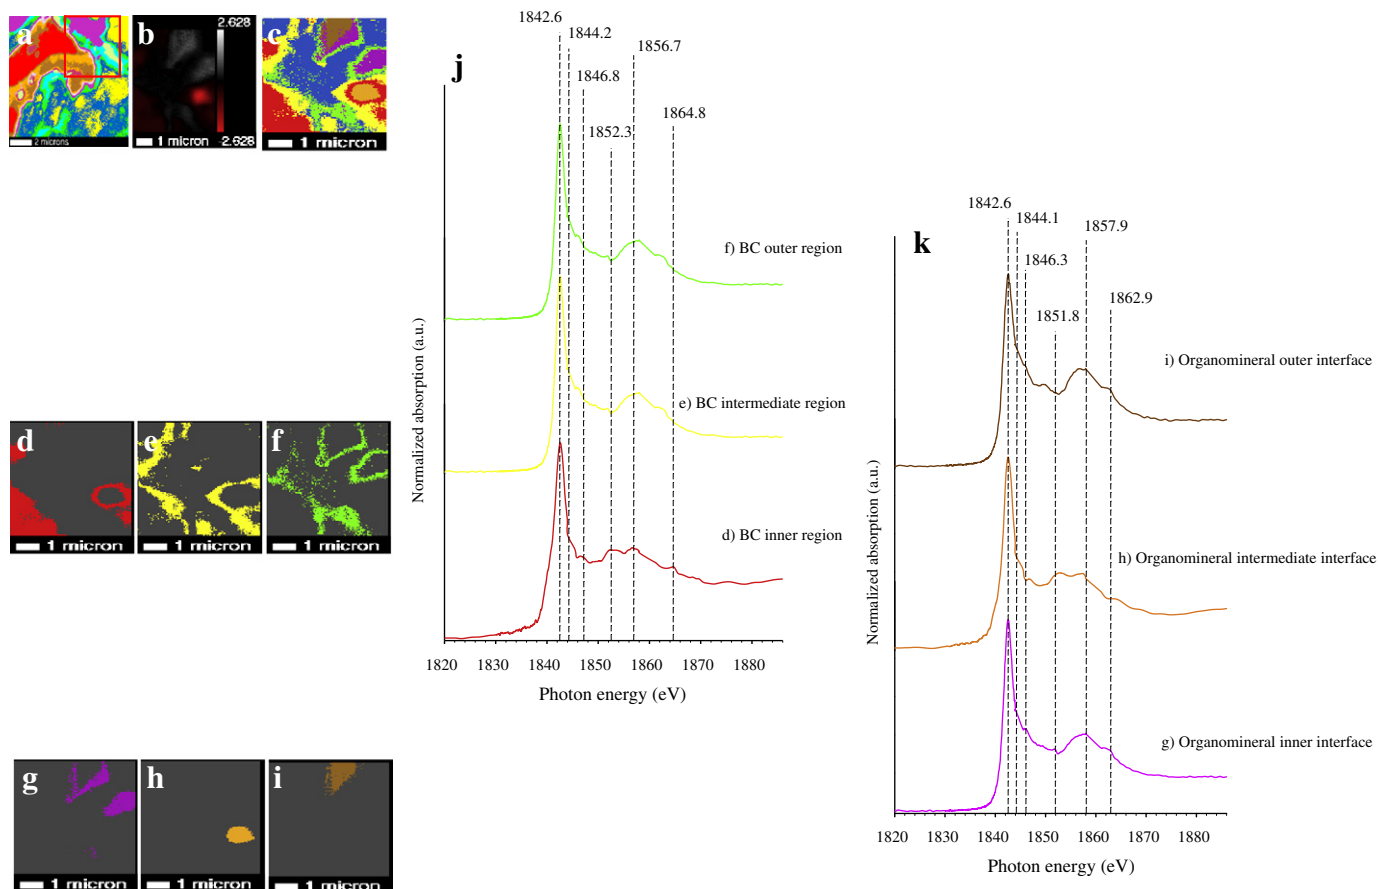 a
2 microns
b
2.628
-2.628
1 micron
c
1 micron
d
1 micron
e
1 micron
f
1 micron
g
1 micron
h
1 micron
i
1 micron
j
1842.6
1844.2
1846.8
1852.3
1856.7
1864.8
f) BC outer region
e) BC intermediate region
d) BC inner region
Normalized absorption (a.u.)
1820 1830 1840 1850 1860 1870 1880
Photon energy (eV)
k
1842.6
1844.1
1846.3
1851.8
1857.9
1862.9
i) Organomineral outer interface
h) Organomineral intermediate interface
g) Organomineral inner interface
Normalized absorption (a.u.)
1820 1830 1840 1850 1860 1870 1880
Photon energy (eV)